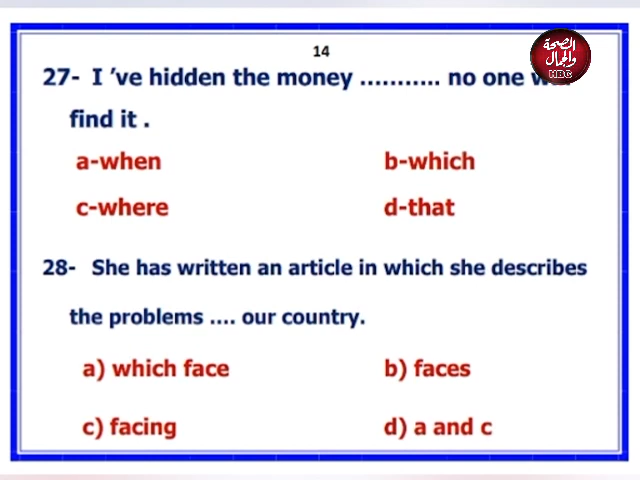 14
الصحة
والجمال
HBC
27- I 've hidden the money ........... no one
find it .
a-when b-which
c-where d-that
28- She has written an article in which she describes
the problems .... our country.
a) which face b) faces
c) facing d) a and c